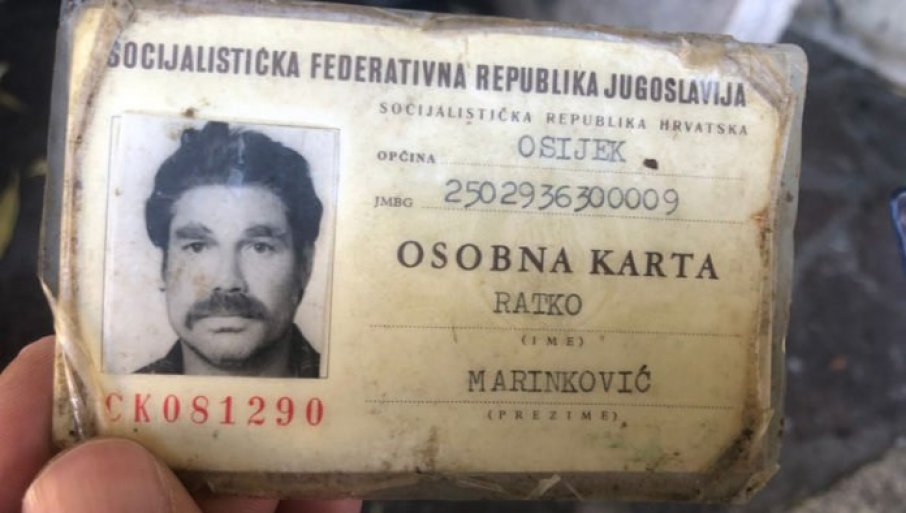 SOCIJALISTIČKA FEDERATIVNA REPUBLIKA JUGOSLAVIJA
SOCIJALISTIČKA REPUBLIKA HRVATSKA
OPĆINA OSIJEK
JMBG 2502936300009
OSOBNA KARTA
RATKO
(IME)
MARINKOVIĆ
(PREZIME)
CK081290